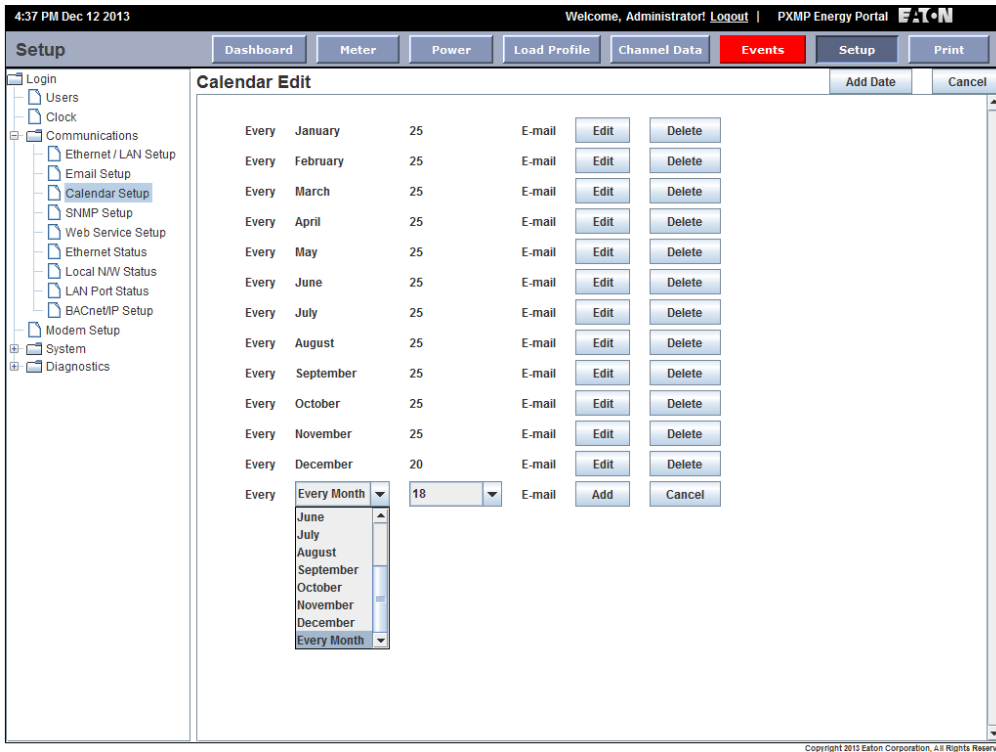 4:37 PM Dec 12 2013
Welcome, Administrator! Logout | PXMP Energy Portal EATON
Setup
Dashboard Meter Power Load Profile Channel Data Events Setup Print
Login
Users
Clock
Communications
Ethernet / LAN Setup
Email Setup
Calendar Setup
SNMP Setup
Web Service Setup
Ethernet Status
Local N/W Status
LAN Port Status
BACnet/IP Setup
Modem Setup
System
Diagnostics
Calendar Edit Add Date Cancel
Every January 25 E-mail Edit Delete
Every February 25 E-mail Edit Delete
Every March 25 E-mail Edit Delete
Every April 25 E-mail Edit Delete
Every May 25 E-mail Edit Delete
Every June 25 E-mail Edit Delete
Every July 25 E-mail Edit Delete
Every August 25 E-mail Edit Delete
Every September 25 E-mail Edit Delete
Every October 25 E-mail Edit Delete
Every November 25 E-mail Edit Delete
Every December 20 E-mail Edit Delete
Every Every Month 18 E-mail Add Cancel
June
July
August
September
October
November
December
Every Month
Copyright 2013 Eaton Corporation, All Rights Reserv